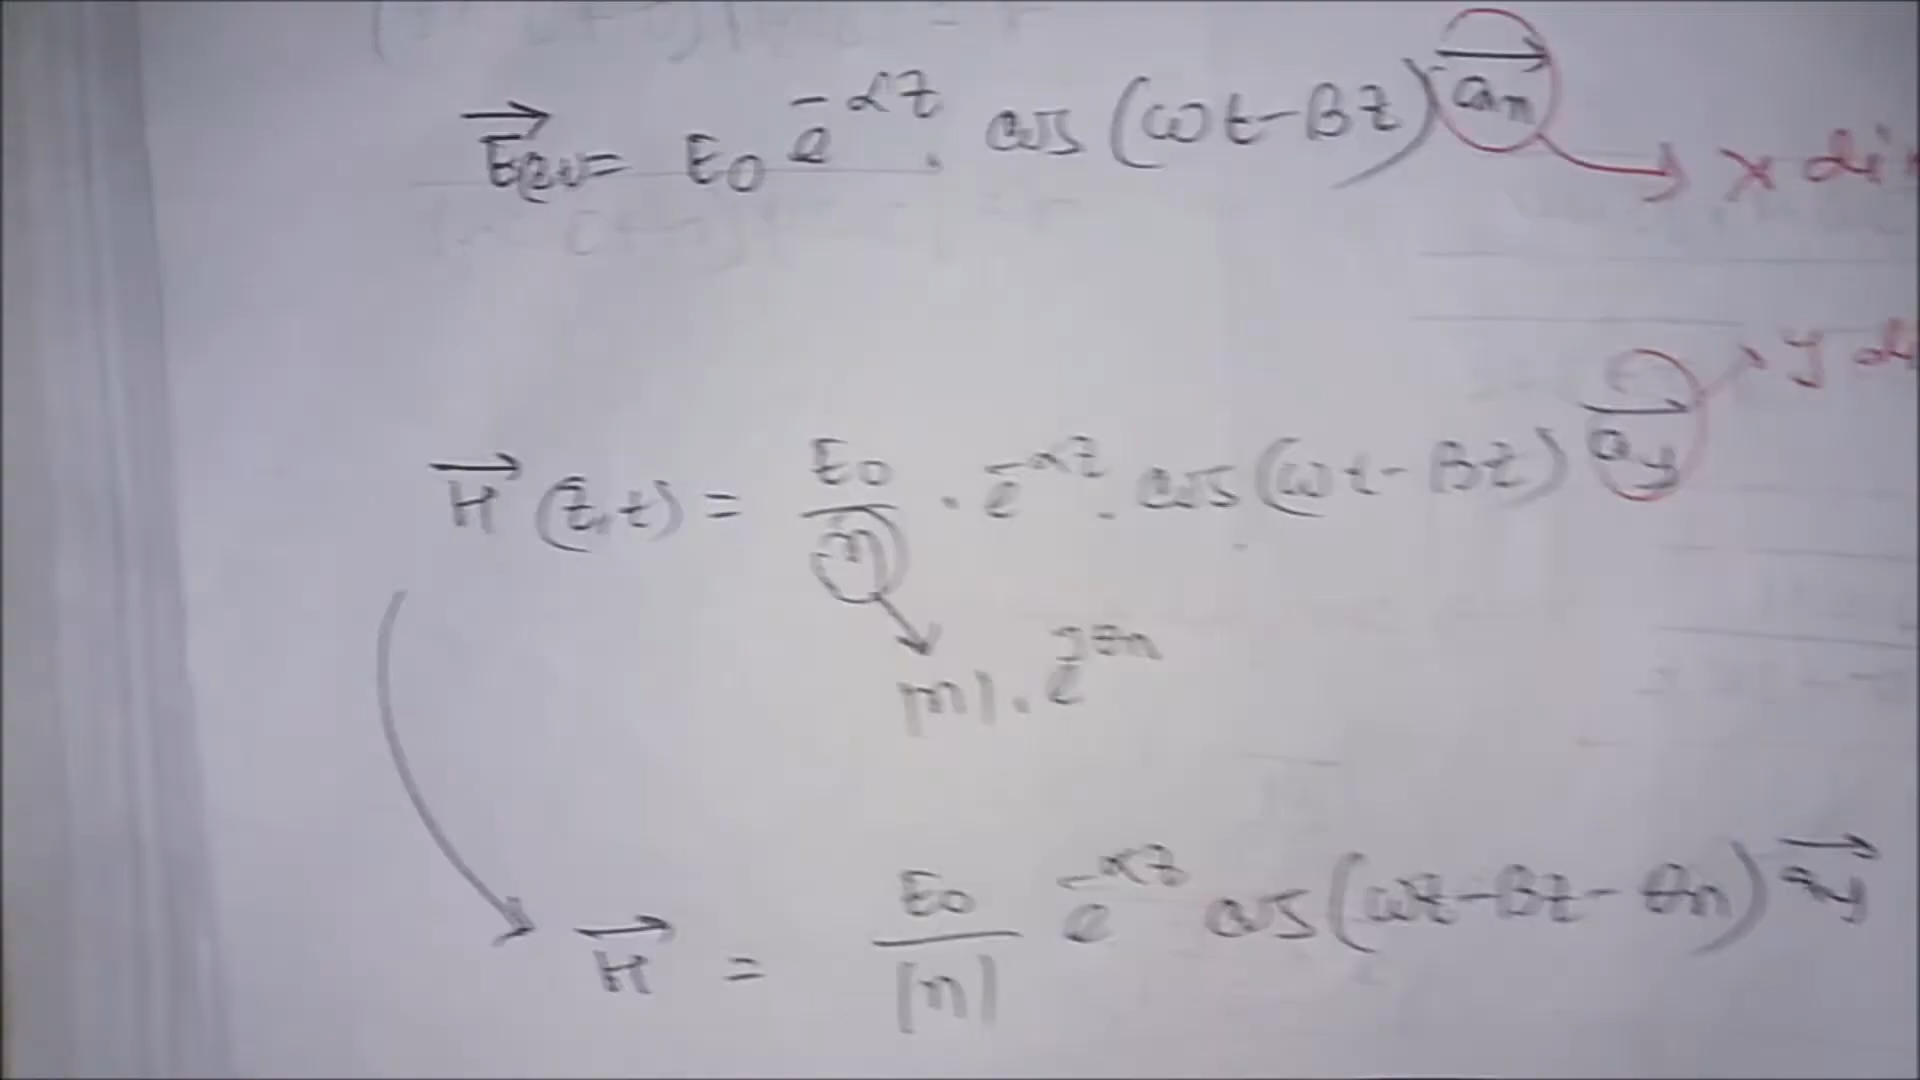 E(z,t) = E0 e^-αz . cos (ωt-βz) ax → x di
→ y di
H (z,t) = E0/η . e^-αz . cos (ωt-βz) ay
|η| . e^jθn
H = E0/|η| e^-αz cos (ωt-βz-θn) ay